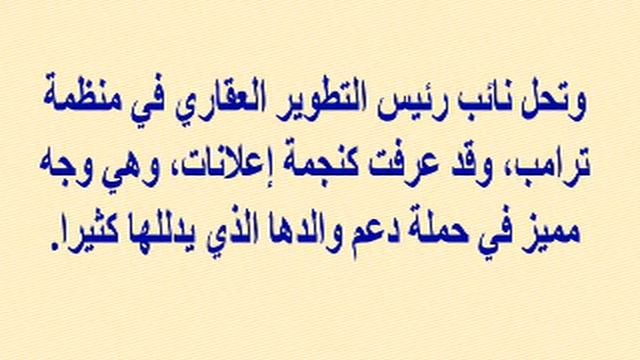 وتحل نائب رئيس التطوير العقاري في منظمة
ترامب، وقد عرفت كنجمة إعلانات، وهي وجه
مميز في حملة دعم والدها الذي يدللها كثيرا.